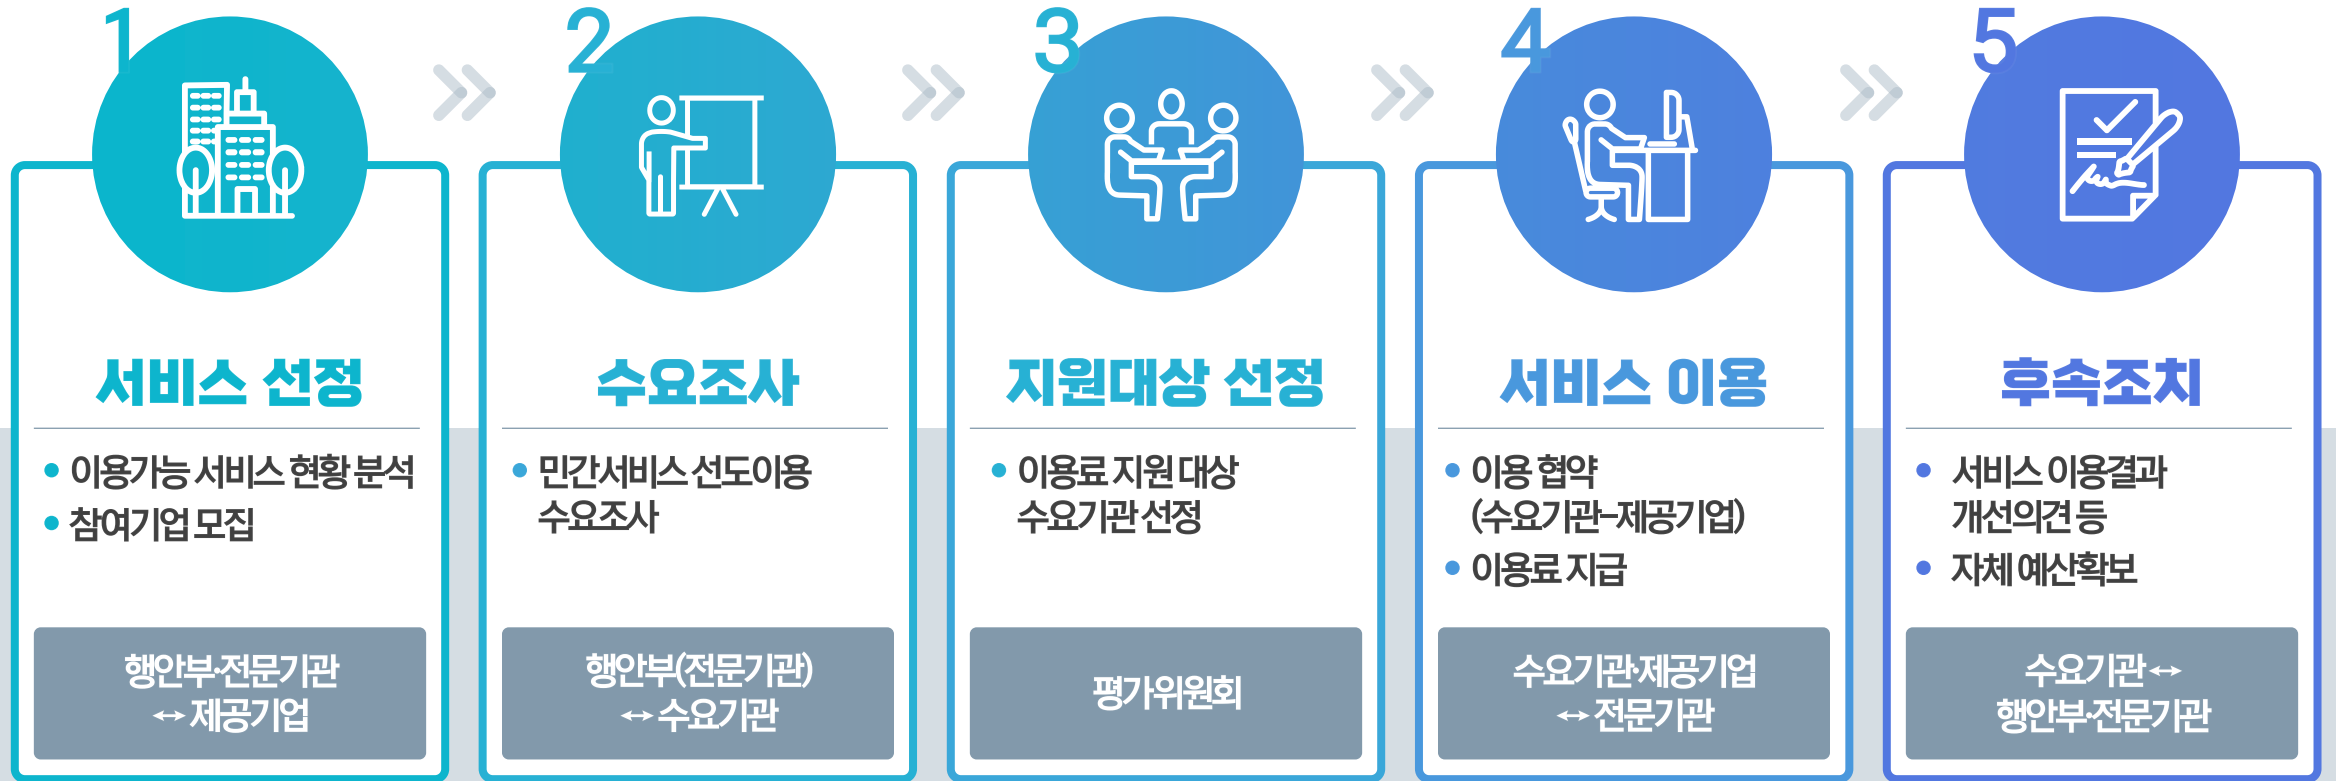 1
서비스 선정
• 이용가능 서비스 현황 분석
• 참여기업 모집
행안부·전문기관
↔ 제공기업
2
수요조사
• 민간서비스 선도이용
수요조사
행안부(전문기관)
↔ 수요기관
3
지원대상 선정
• 이용료 지원 대상
수요기관 선정
평가위원회
4
서비스 이용
• 이용 협약
(수요기관-제공기업)
• 이용료 지급
수요기관·제공기업
↔ 전문기관
5
후속조치
• 서비스 이용결과
개선의견 등
• 자체 예산확보
수요기관 ↔
행안부·전문기관